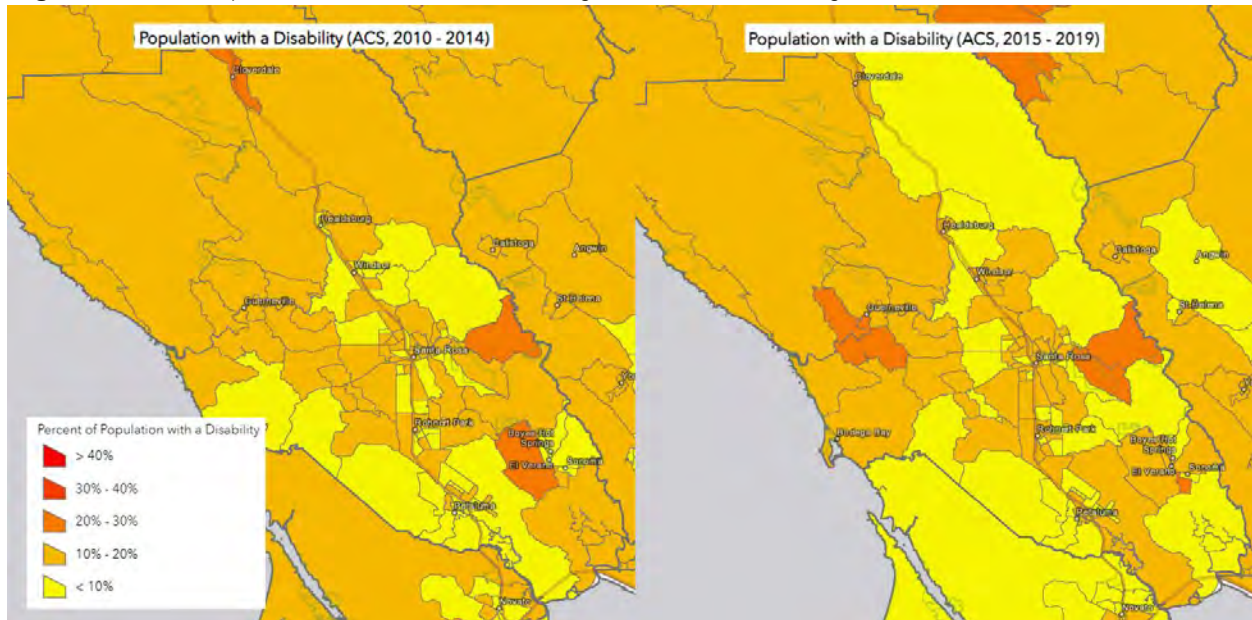 Population with a Disability (ACS, 2010 - 2014)
Cloverdale
Healdsburg
Windsor
Calistoga
Angwin
Guerneville
St Helena
Santa Rosa
Rohnert Park
Boyes Hot
Springs
El Verano
Sonoma
Petaluma
Novato
Percent of Population with a Disability
> 40%
30% - 40%
20% - 30%
10% - 20%
< 10%
Population with a Disability (ACS, 2015 - 2019)
Cloverdale
Healdsburg
Windsor
Calistoga
Angwin
Guerneville
St Helena
Santa Rosa
Bodega Bay
Rohnert Park
Boyes Hot
Springs
El Verano
Sonoma
Petaluma
Novato